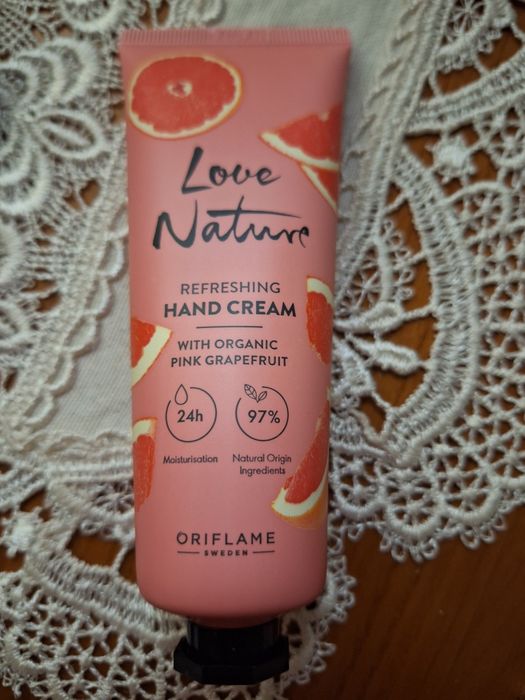 Love
Nature
REFRESHING
HAND CREAM
WITH ORGANIC
PINK GRAPEFRUIT
24h
Moisturisation
97%
Natural Origin
Ingredients
ORIFLAME
SWEDEN